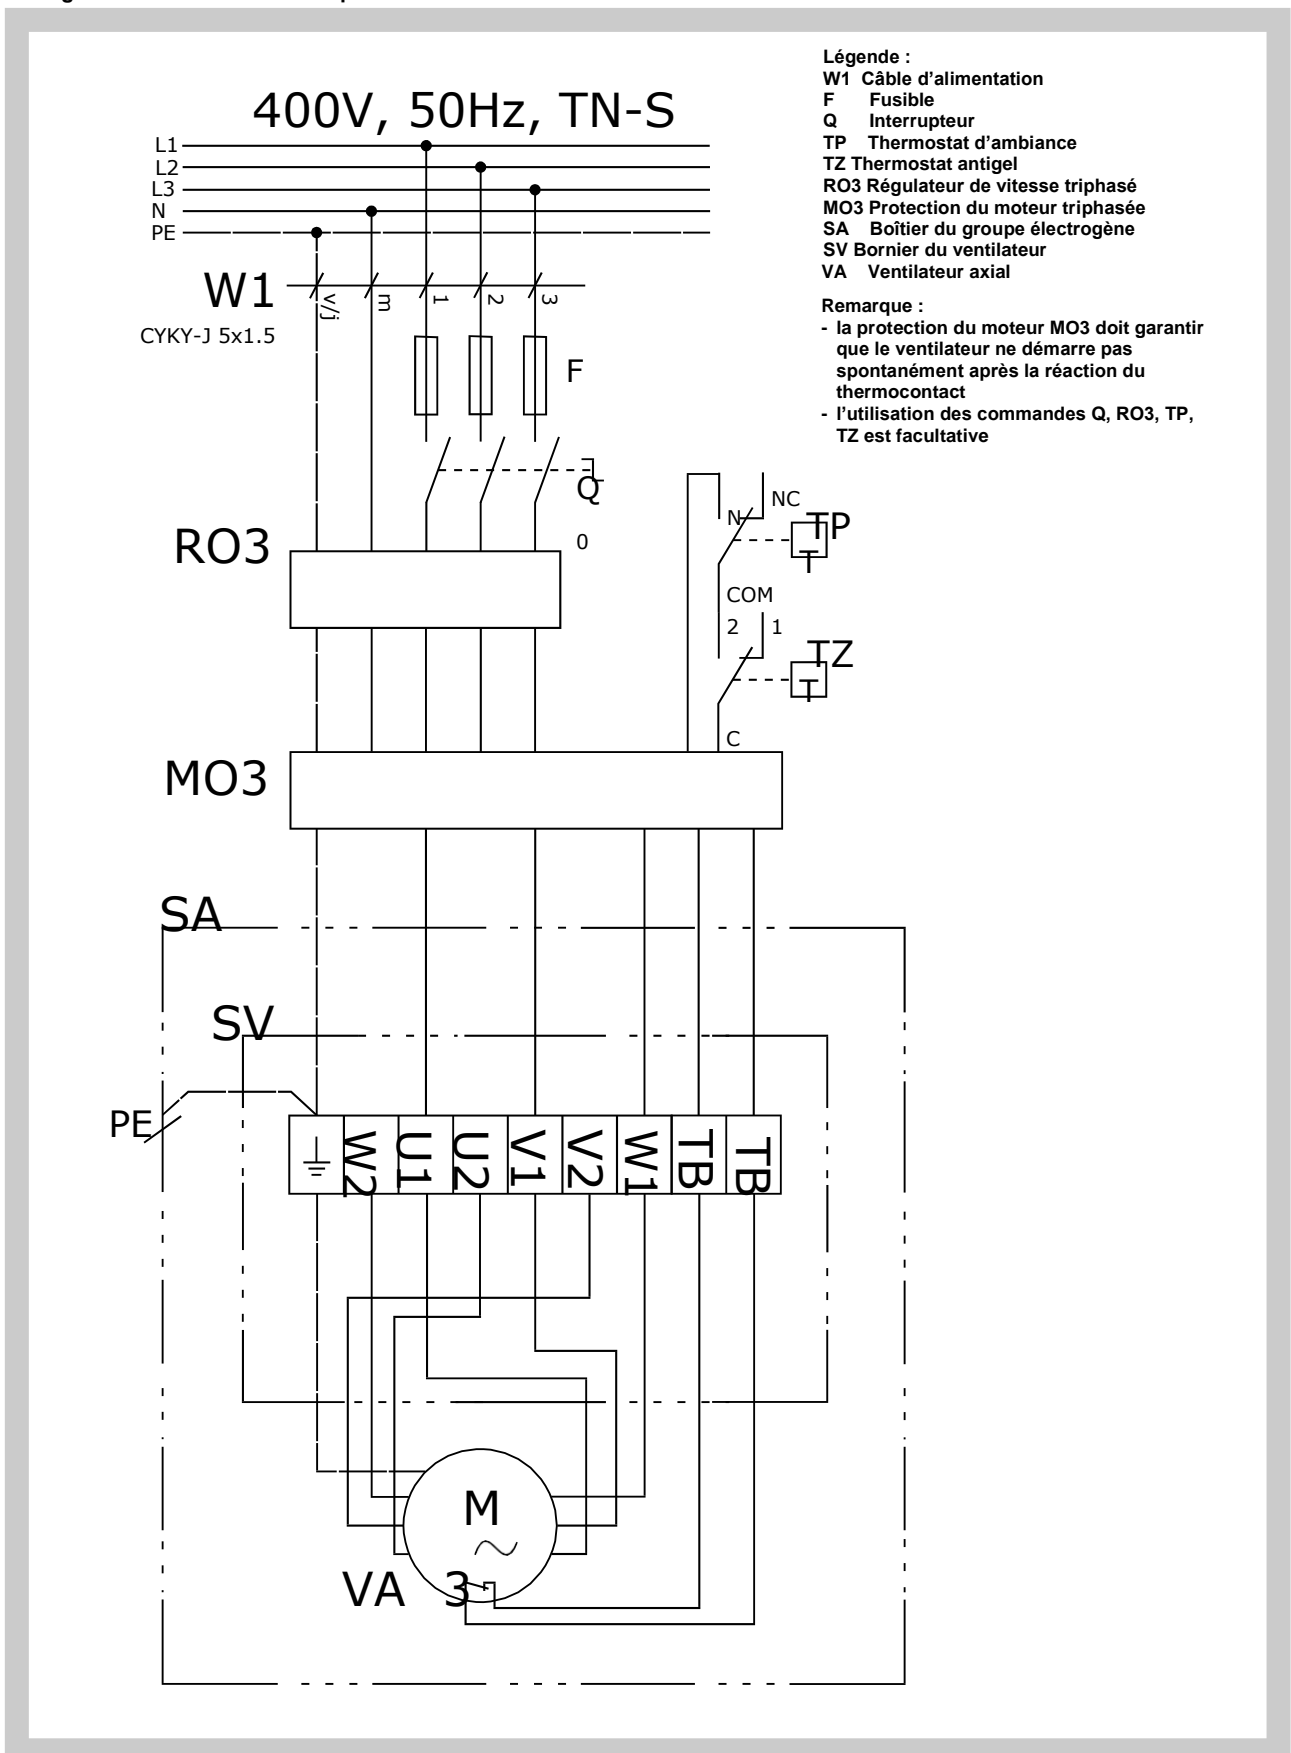 Légende :
W1 Câble d'alimentation
F Fusible
Q Interrupteur
TP Thermostat d'ambiance
TZ Thermostat antigel
RO3 Régulateur de vitesse triphasé
MO3 Protection du moteur triphasée
SA Boîtier du groupe électrogène
SV Bornier du ventilateur
VA Ventilateur axial
Remarque :
- la protection du moteur MO3 doit garantir
que le ventilateur ne démarre pas
spontanément après la réaction du
thermocontact
- l'utilisation des commandes Q, RO3, TP,
TZ est facultative
400V, 50Hz, TN-S
L1
L2
L3
N
PE
W1
v/j m 1 2 3
CYKY-J 5x1.5
F
Q
0
NC
N
TP
T
RO3
COM
2 1
TZ
T
C
MO3
SA
SV
PE
W2 U1 U2 V1 V2 W1 TB TB
M
VA 3